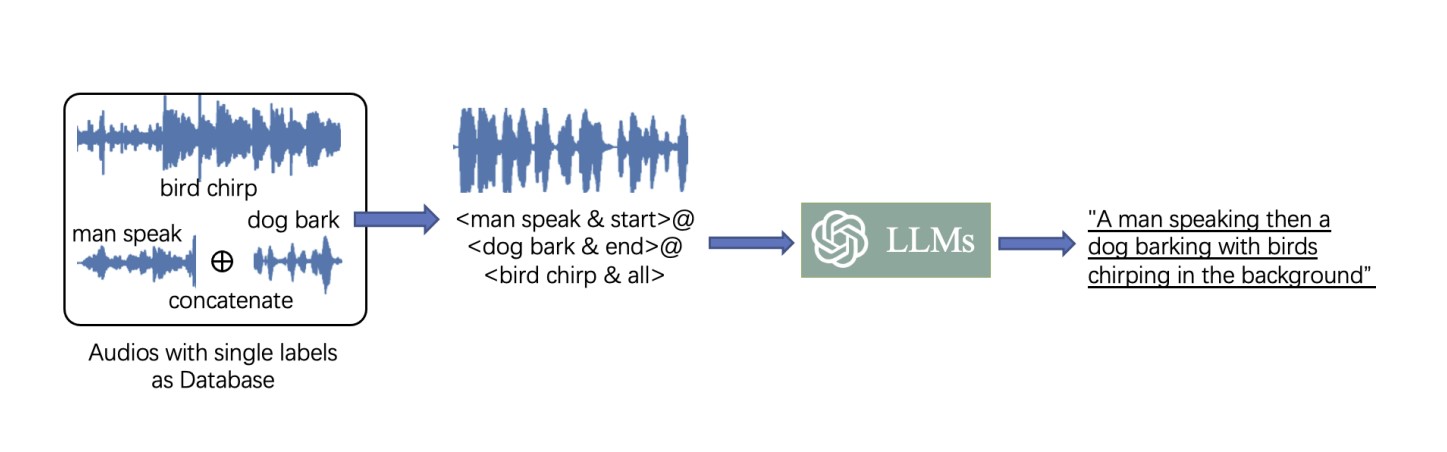 bird chirp
dog bark
man speak
concatenate
Audios with single labels
as Database
<man speak & start>@
<dog bark & end>@
<bird chirp & all>
LLMs
"A man speaking then a
dog barking with birds
chirping in the background”